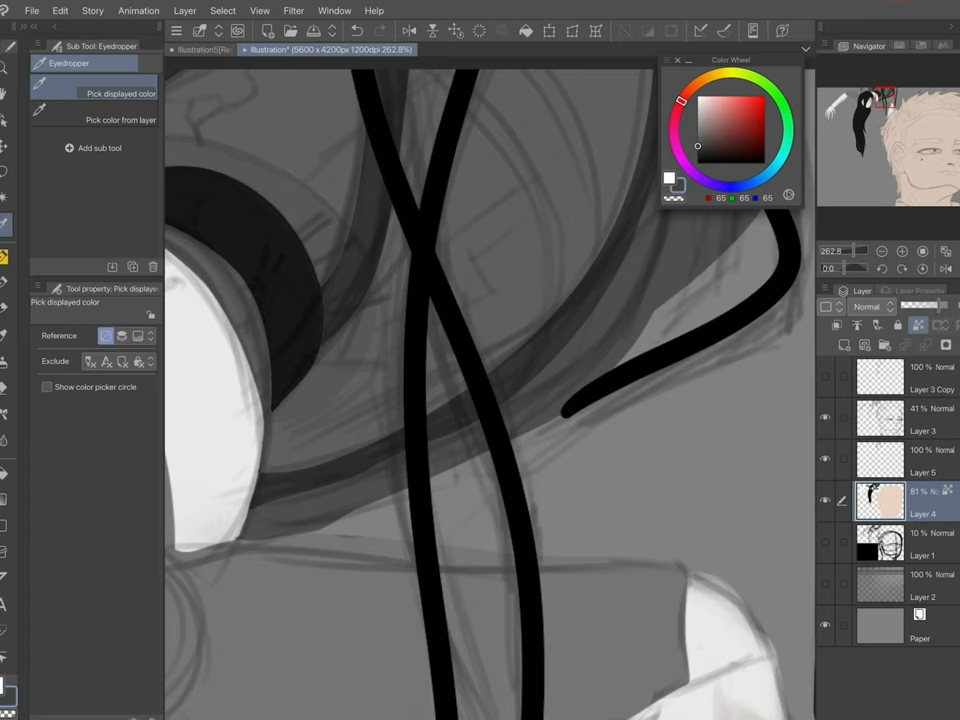 File Edit Story Animation Layer Select View Filter Window Help
Sub Tool: Eyedropper
Eyedropper
Pick displayed color
Pick color from layer
Add sub tool
Tool property: Pick displaye
Pick displayed color
Reference
Exclude
Show color picker circle
Illustration* (5600 x 4200px 1200dpi 262.8%)
Color Wheel
65 65 65
Navigator
262.8
0.0
Layer Layer Property
Normal
100 % Normal
Layer 3 Copy
41 % Normal
Layer 3
100 % Normal
Layer 5
81 % No
Layer 4
10 % Normal
Layer 1
100 % Normal
Layer 2
Paper